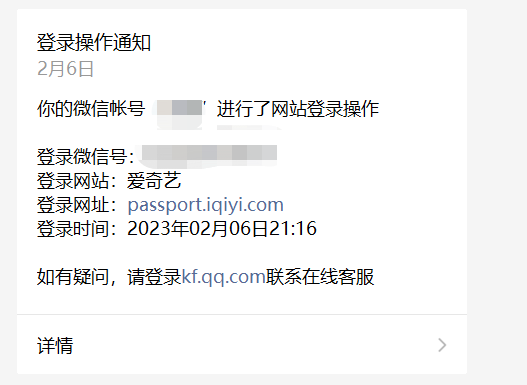 登录操作通知
2月6日
你的微信帐号 ”进行了网站登录操作
登录微信号：
登录网站：爱奇艺
登录网址：passport.iqiyi.com
登录时间：2023年02月06日21:16
如有疑问，请登录kf.qq.com联系在线客服
详情